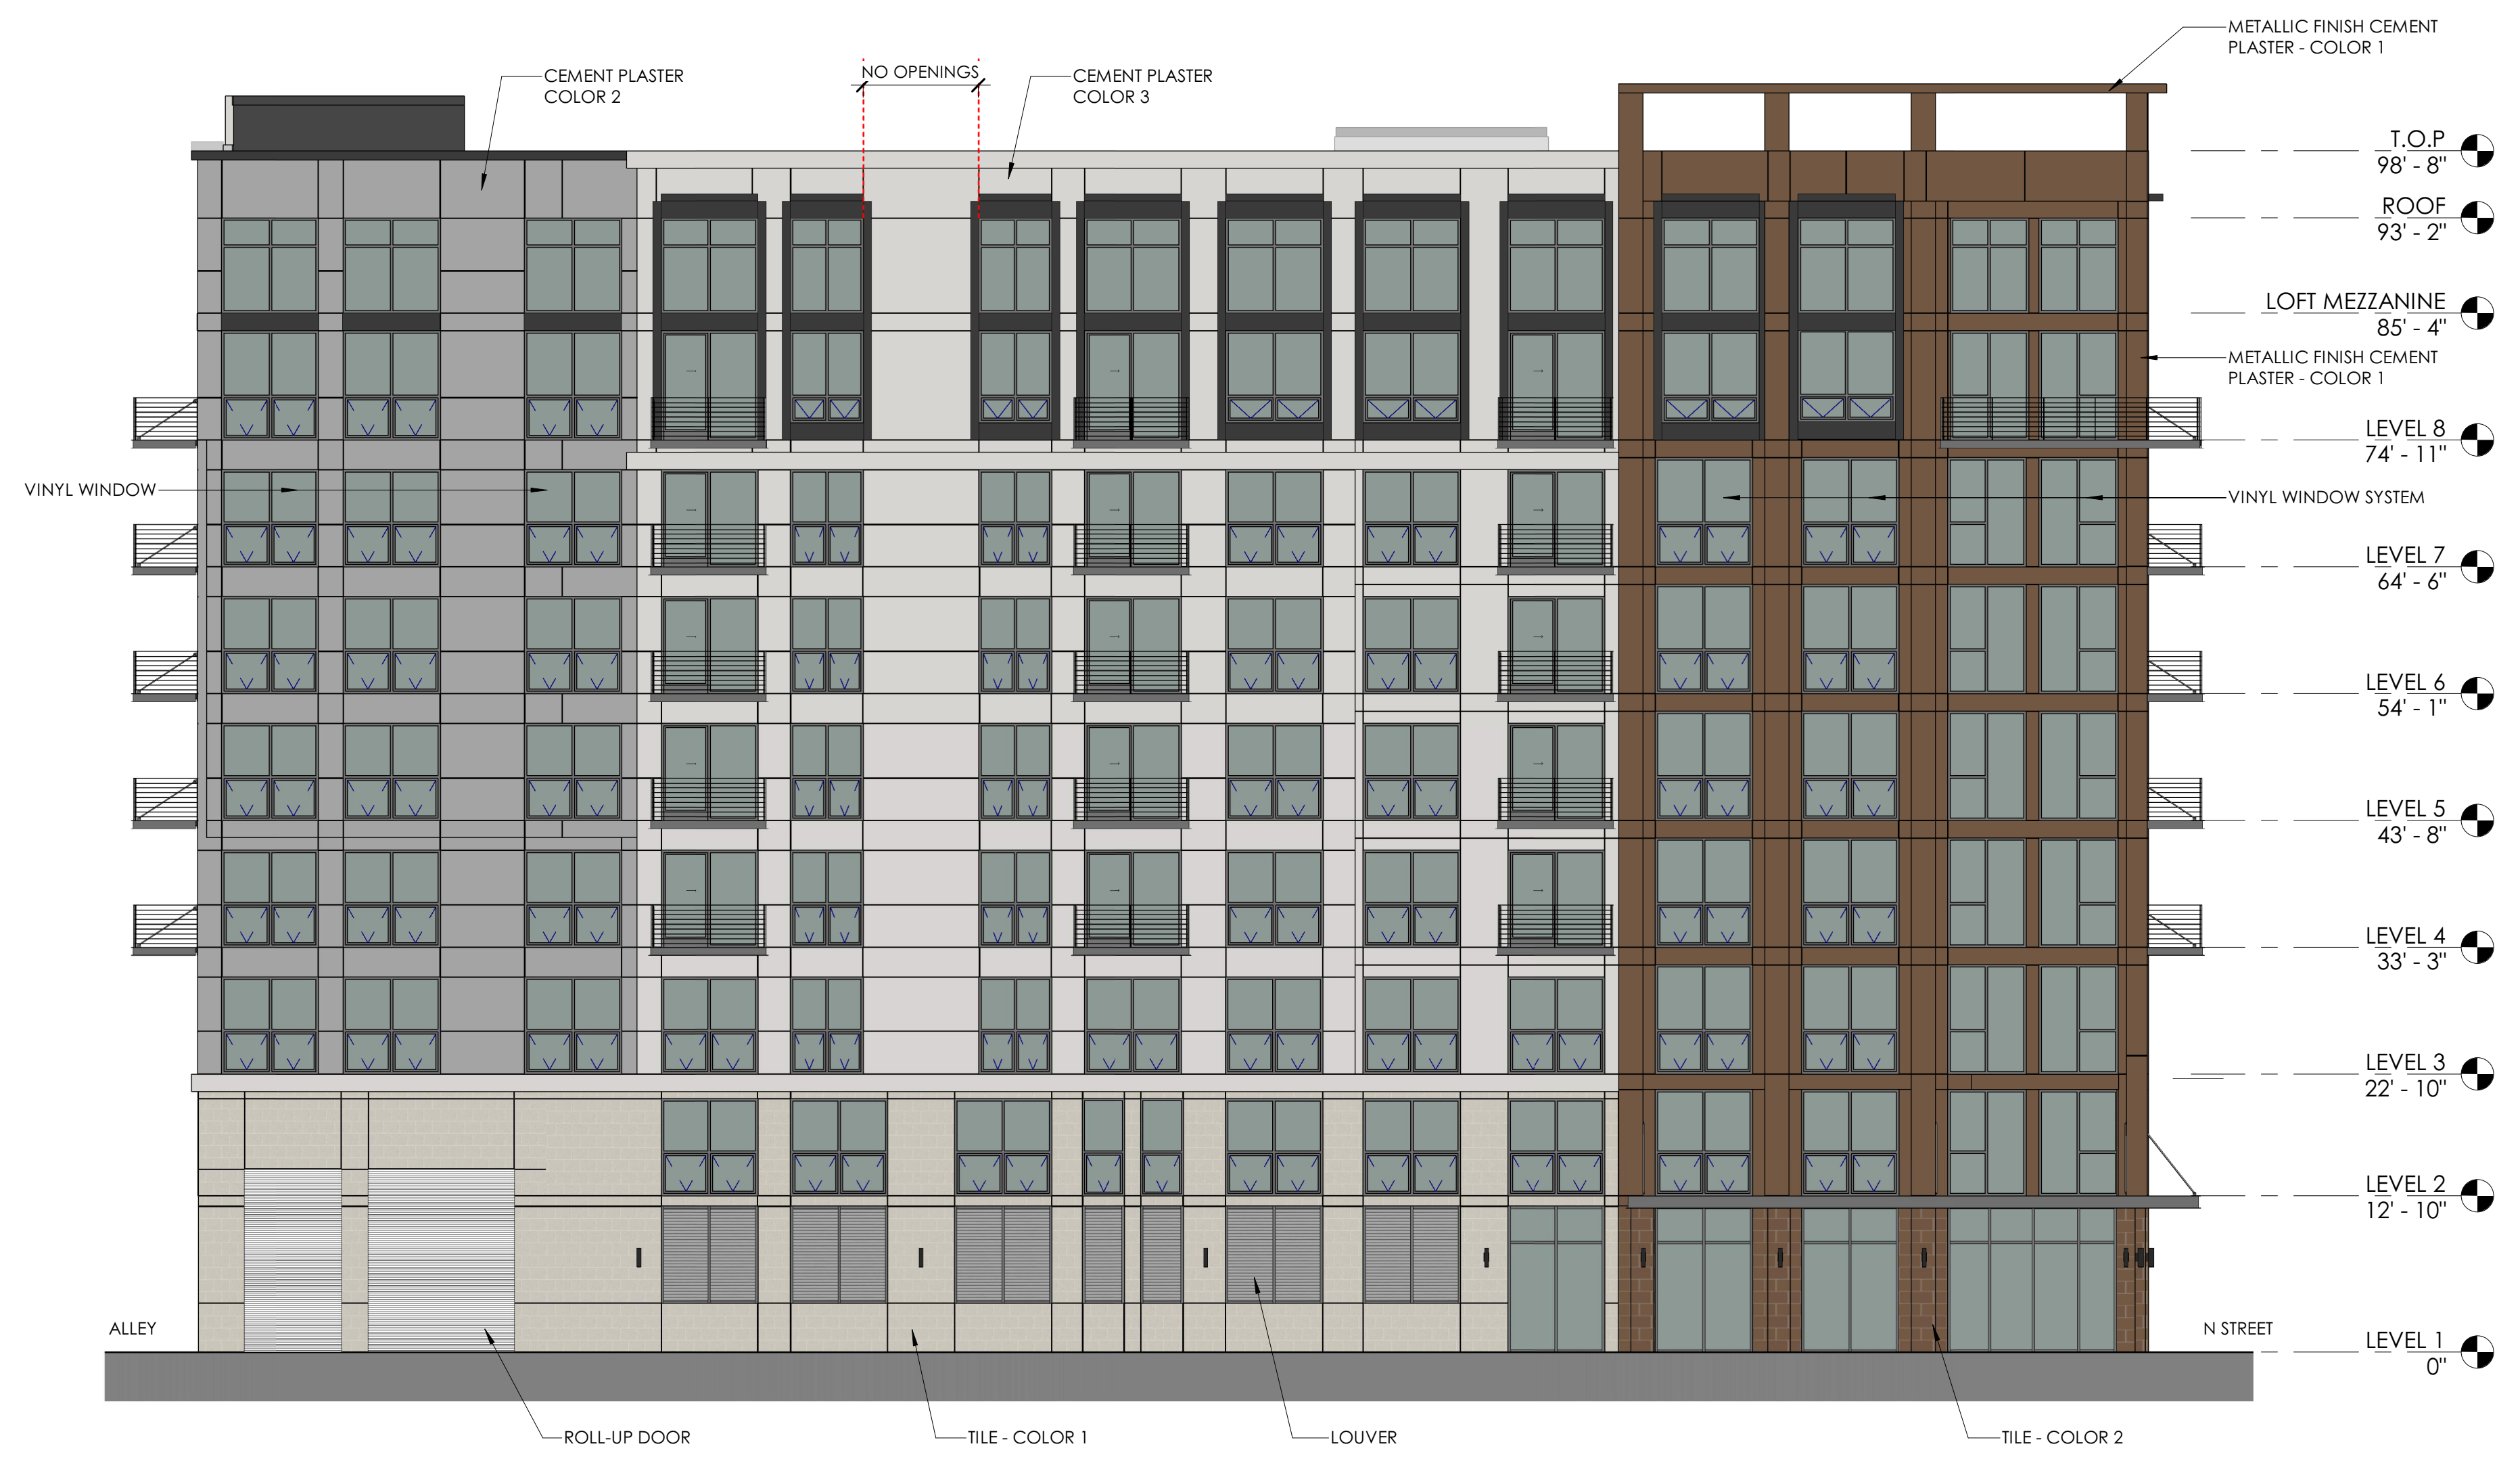 METALLIC FINISH CEMENT
PLASTER - COLOR 1
NO OPENINGS
CEMENT PLASTER
COLOR 2
CEMENT PLASTER
COLOR 3
T.O.P
98' - 8"
ROOF
93' - 2"
LOFT MEZZANINE
85' - 4"
METALLIC FINISH CEMENT
PLASTER - COLOR 1
LEVEL 8
74' - 11"
VINYL WINDOW
VINYL WINDOW SYSTEM
LEVEL 7
64' - 6"
LEVEL 6
54' - 1"
LEVEL 5
43' - 8"
LEVEL 4
33' - 3"
LEVEL 3
22' - 10"
LEVEL 2
12' - 10"
ALLEY
N STREET
LEVEL 1
0"
ROLL-UP DOOR
TILE - COLOR 1
LOUVER
TILE - COLOR 2